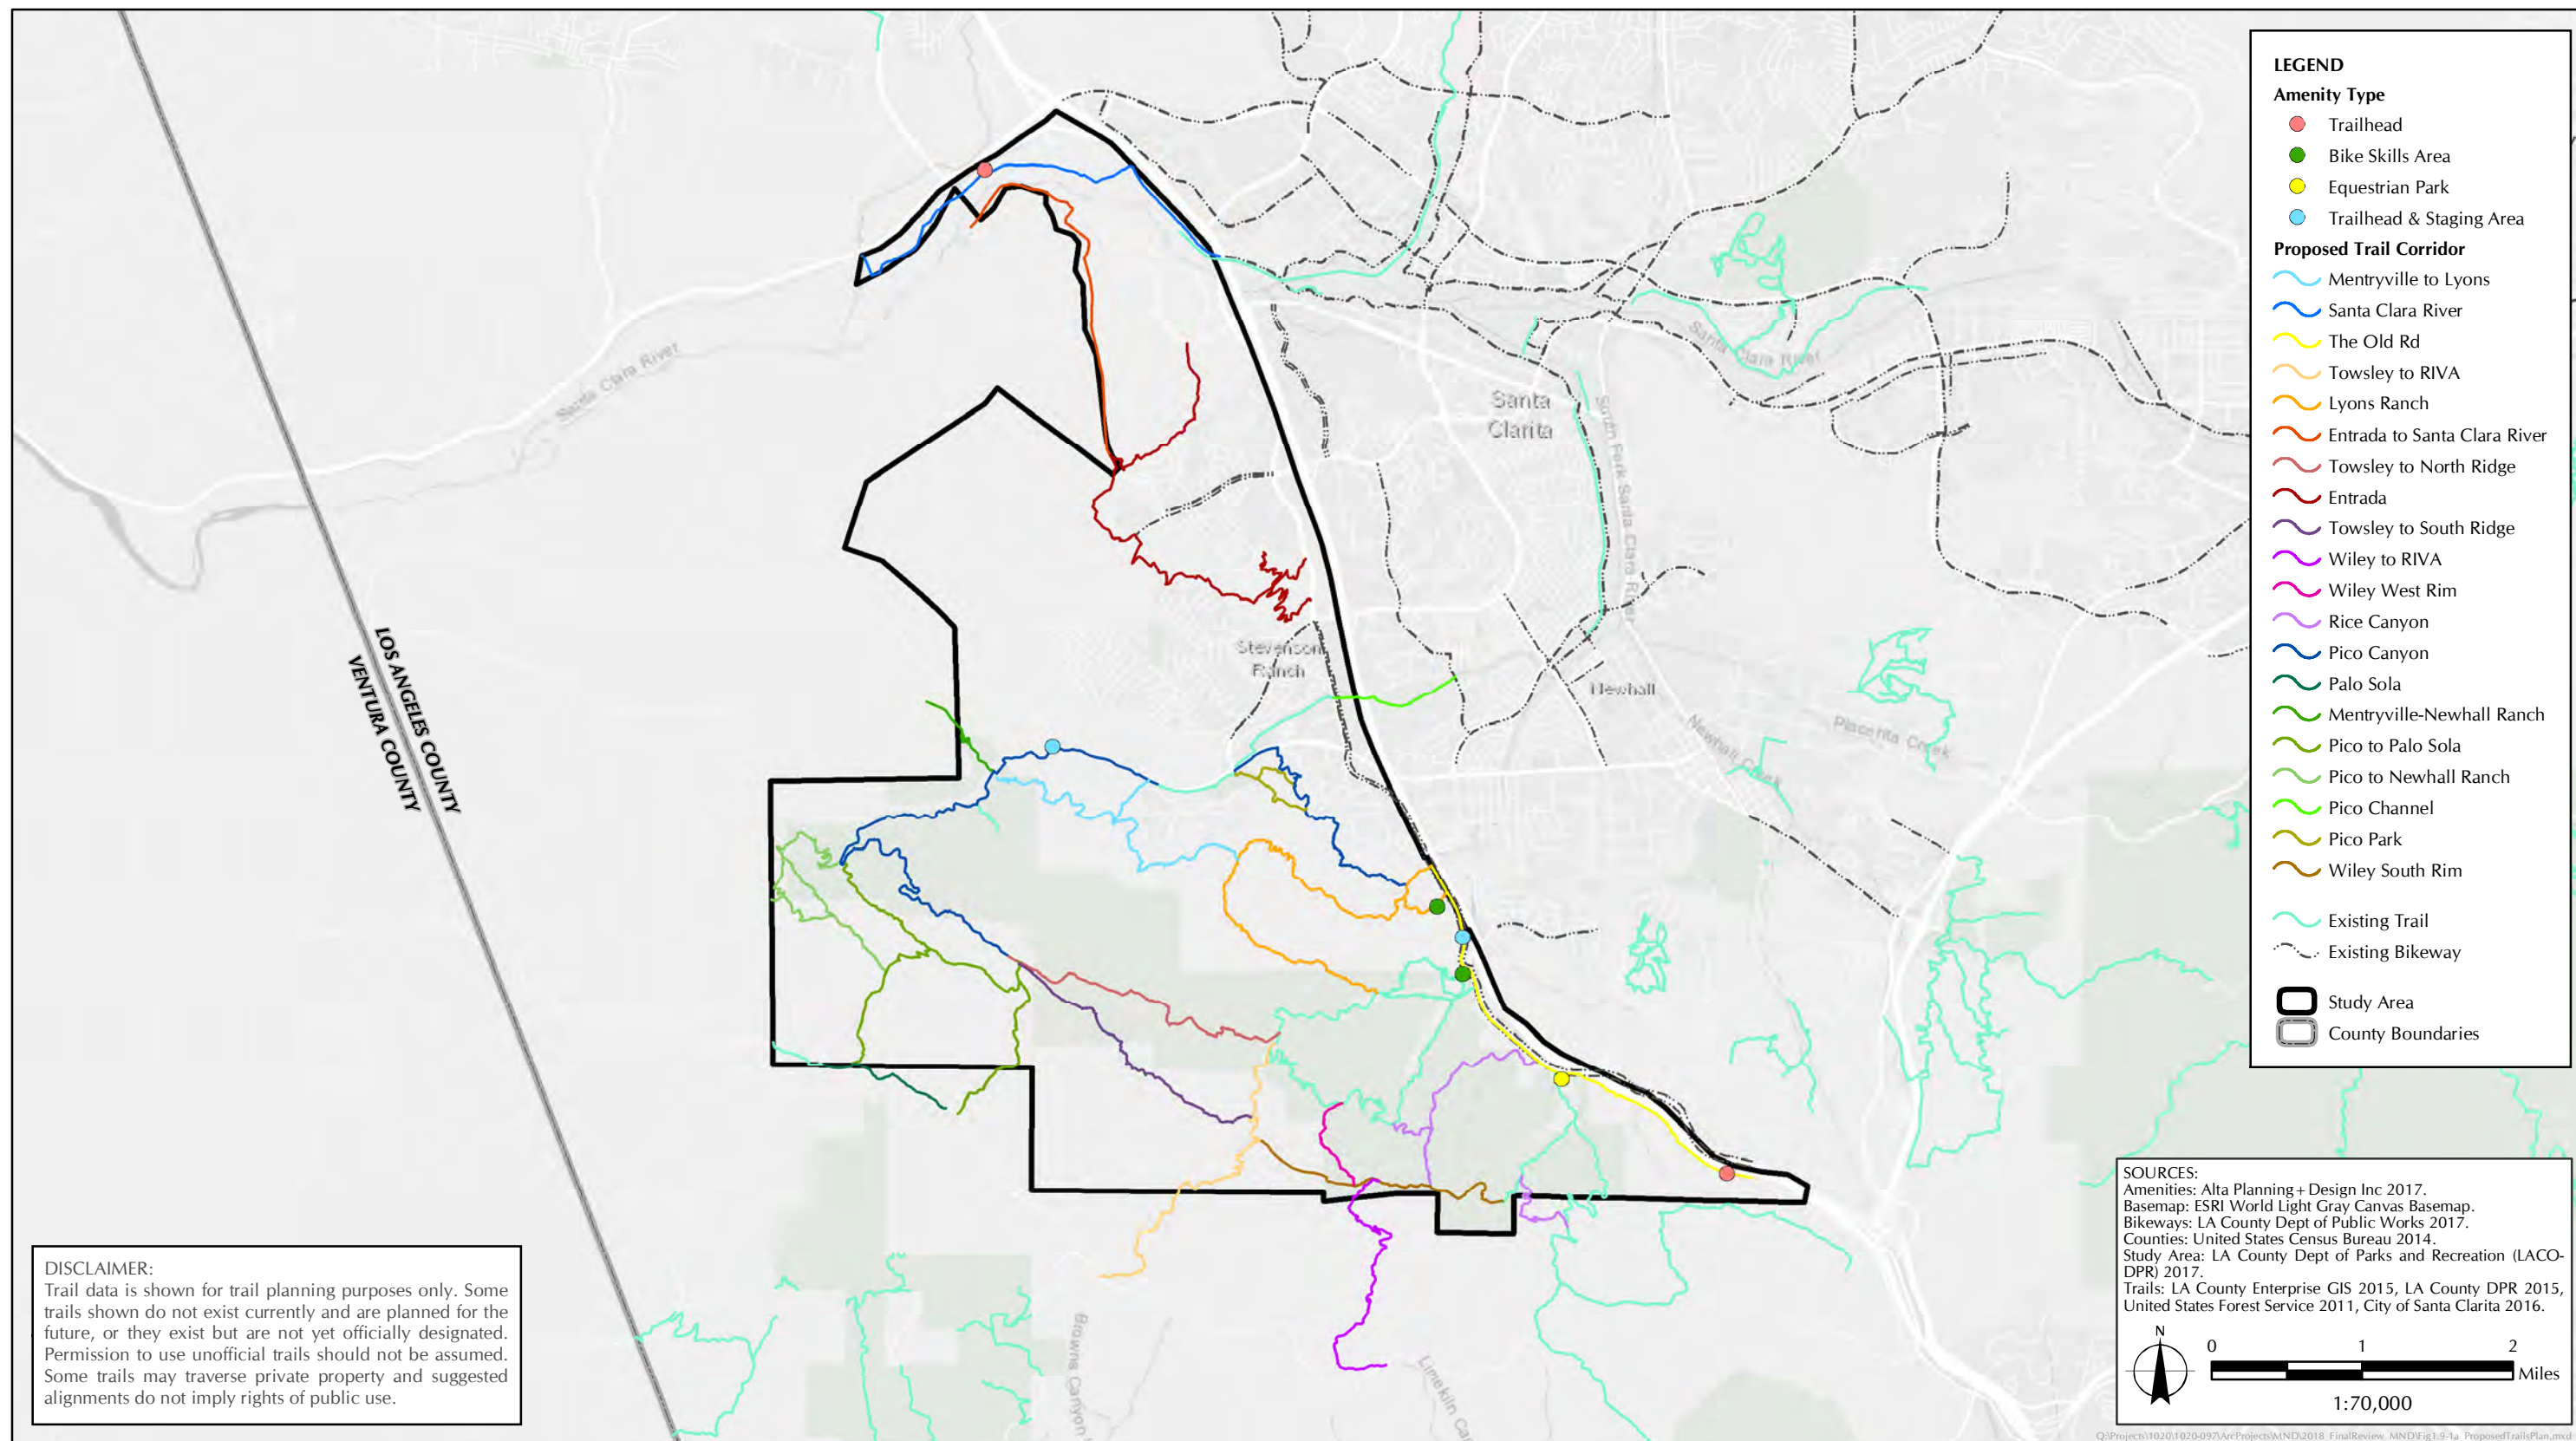 LEGEND
Amenity Type
Trailhead
Bike Skills Area
Equestrian Park
Trailhead & Staging Area
Proposed Trail Corridor
Mentryville to Lyons
Santa Clara River
The Old Rd
Towsley to RIVA
Lyons Ranch
Entrada to Santa Clara River
Towsley to North Ridge
Entrada
Towsley to South Ridge
Wiley to RIVA
Wiley West Rim
Rice Canyon
Pico Canyon
Palo Sola
Mentryville-Newhall Ranch
Pico to Palo Sola
Pico to Newhall Ranch
Pico Channel
Pico Park
Wiley South Rim
Existing Trail
Existing Bikeway
Study Area
County Boundaries
Santa Clara River
Santa Clara River
Santa
Clarita
South Fork Santa Clara River
LOS ANGELES COUNTY
VENTURA COUNTY
Stevenson
Ranch
Newhall
Newhall Creek
Placerita Creek
Browns Canyon
Limekiln
DISCLAIMER:
Trail data is shown for trail planning purposes only. Some
trails shown do not exist currently and are planned for the
future, or they exist but are not yet officially designated.
Permission to use unofficial trails should not be assumed.
Some trails may traverse private property and suggested
alignments do not imply rights of public use.
SOURCES:
Amenities: Alta Planning+Design Inc 2017.
Basemap: ESRI World Light Gray Canvas Basemap.
Bikeways: LA County Dept of Public Works 2017.
Counties: United States Census Bureau 2014.
Study Area: LA County Dept of Parks and Recreation (LACO-
DPR) 2017.
Trails: LA County Enterprise GIS 2015, LA County DPR 2015,
United States Forest Service 2011, City of Santa Clarita 2016.
N
0 1 2
Miles
1:70,000
Q:\Projects\1020\1020-097\ArcProjects\MND\2018_FinalReview_MND\Fig1.9-1a_ProposedTrailsPlan.mxd